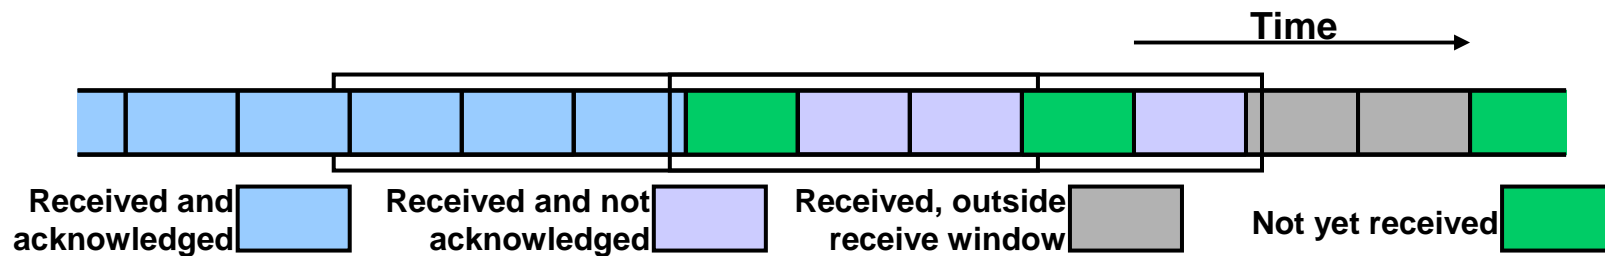 Time
Received and
acknowledged
Received and not
acknowledged
Received, outside
receive window
Not yet received